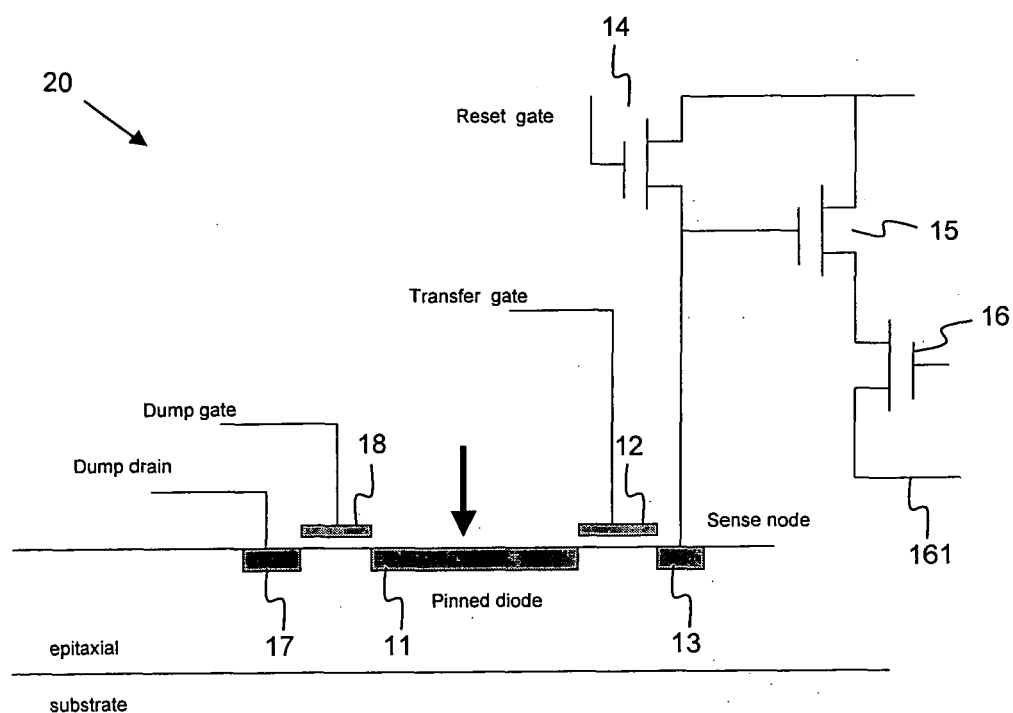 14
20
Reset gate
15
Transfer gate
16
Dump gate
18
12
Dump drain
Sense node
161
Pinned diode
17
11
13
epitaxial
substrate